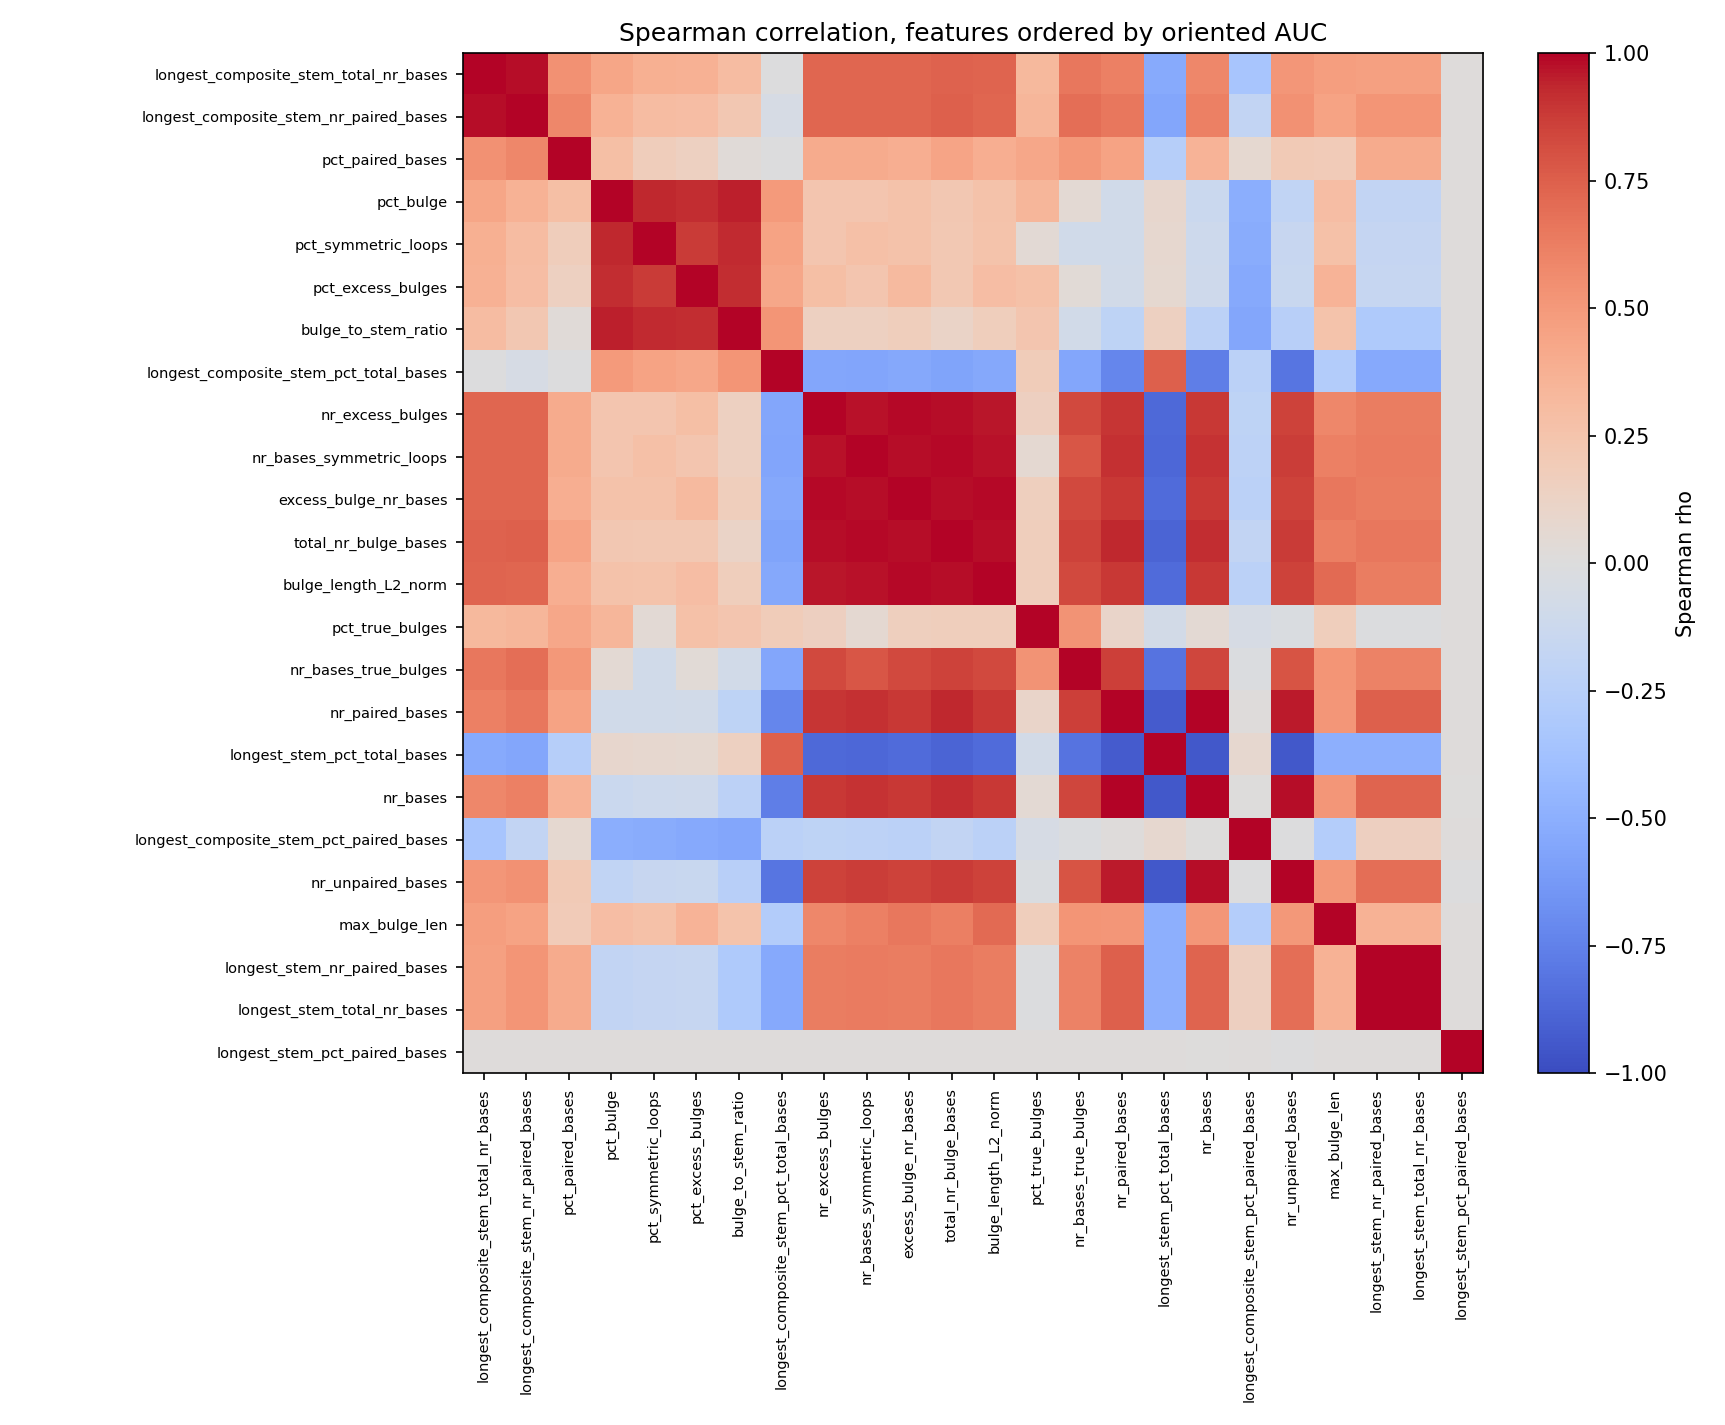 Spearman correlation, features ordered by oriented AUC
longest_composite_stem_total_nr_bases
longest_composite_stem_nr_paired_bases
pct_paired_bases
pct_bulge
pct_symmetric_loops
pct_excess_bulges
bulge_to_stem_ratio
longest_composite_stem_pct_total_bases
nr_excess_bulges
nr_bases_symmetric_loops
excess_bulge_nr_bases
total_nr_bulge_bases
bulge_length_L2_norm
pct_true_bulges
nr_bases_true_bulges
nr_paired_bases
longest_stem_pct_total_bases
nr_bases
longest_composite_stem_pct_paired_bases
nr_unpaired_bases
max_bulge_len
longest_stem_nr_paired_bases
longest_stem_total_nr_bases
longest_stem_pct_paired_bases
longest_composite_stem_total_nr_bases
longest_composite_stem_nr_paired_bases
pct_paired_bases
pct_bulge
pct_symmetric_loops
pct_excess_bulges
bulge_to_stem_ratio
longest_composite_stem_pct_total_bases
nr_excess_bulges
nr_bases_symmetric_loops
excess_bulge_nr_bases
total_nr_bulge_bases
bulge_length_L2_norm
pct_true_bulges
nr_bases_true_bulges
nr_paired_bases
longest_stem_pct_total_bases
nr_bases
longest_composite_stem_pct_paired_bases
nr_unpaired_bases
max_bulge_len
longest_stem_nr_paired_bases
longest_stem_total_nr_bases
longest_stem_pct_paired_bases
1.00
0.75
0.50
0.25
0.00
−0.25
−0.50
−0.75
−1.00
Spearman rho